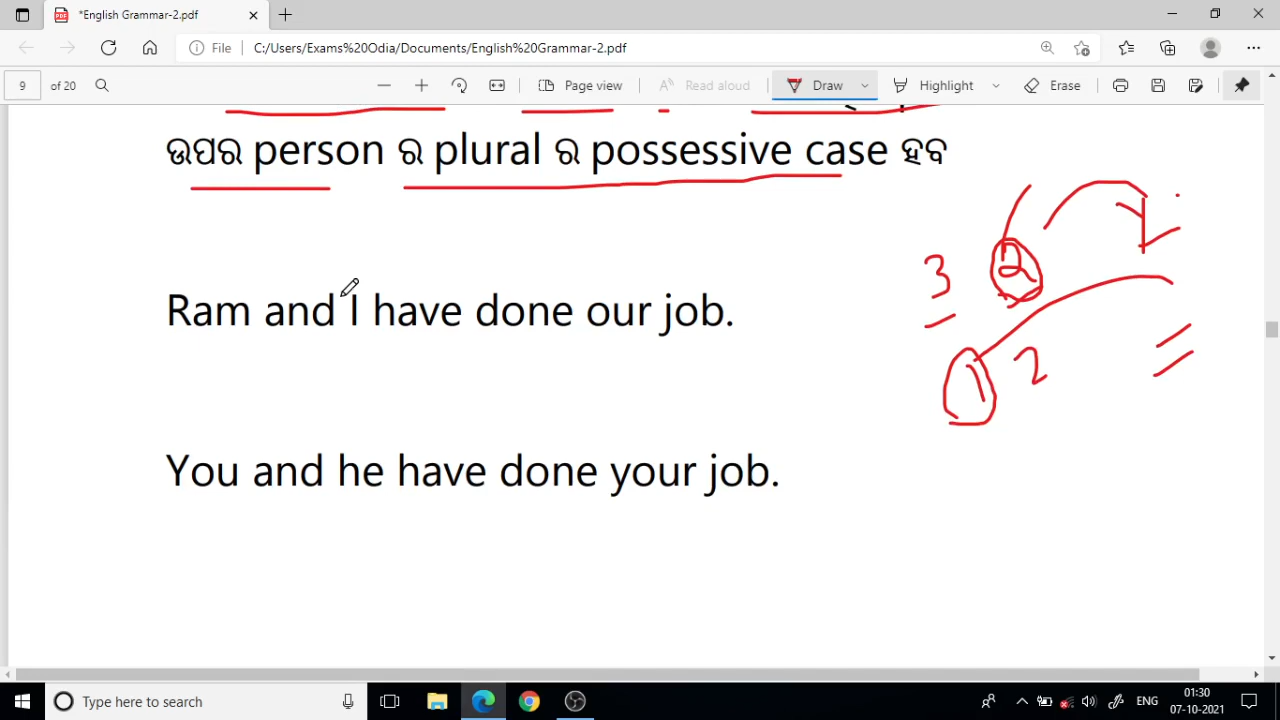 *English Grammar-2.pdf
File C:/Users/Exams%20Odia/Documents/English%20Grammar-2.pdf
9 of 20 Page view Read aloud Draw Highlight Erase
ଉପର person ର plural ର possessive case ହବ
3 2
Ram and I have done our job.
1 2
You and he have done your job.
Type here to search
ENG
01:30
07-10-2021